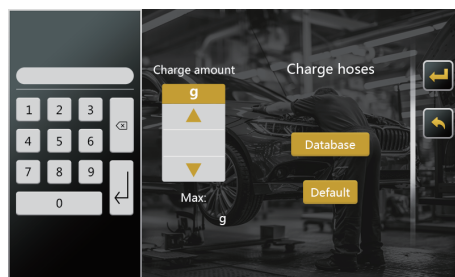 1 2 3
4 5 6
7 8 9
0
Charge amount
g
Max:
g
Charge hoses
Database
Default